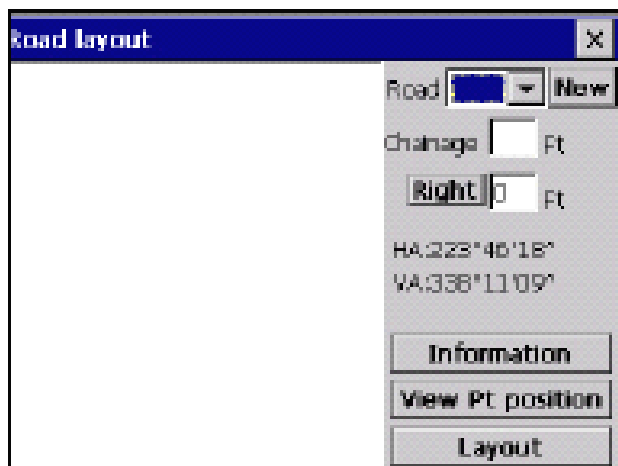 Road layout
Road New
Chainage Ft
Right 0 Ft
HA:223°46'18"
VA:338°11'09"
Information
View Pt position
Layout